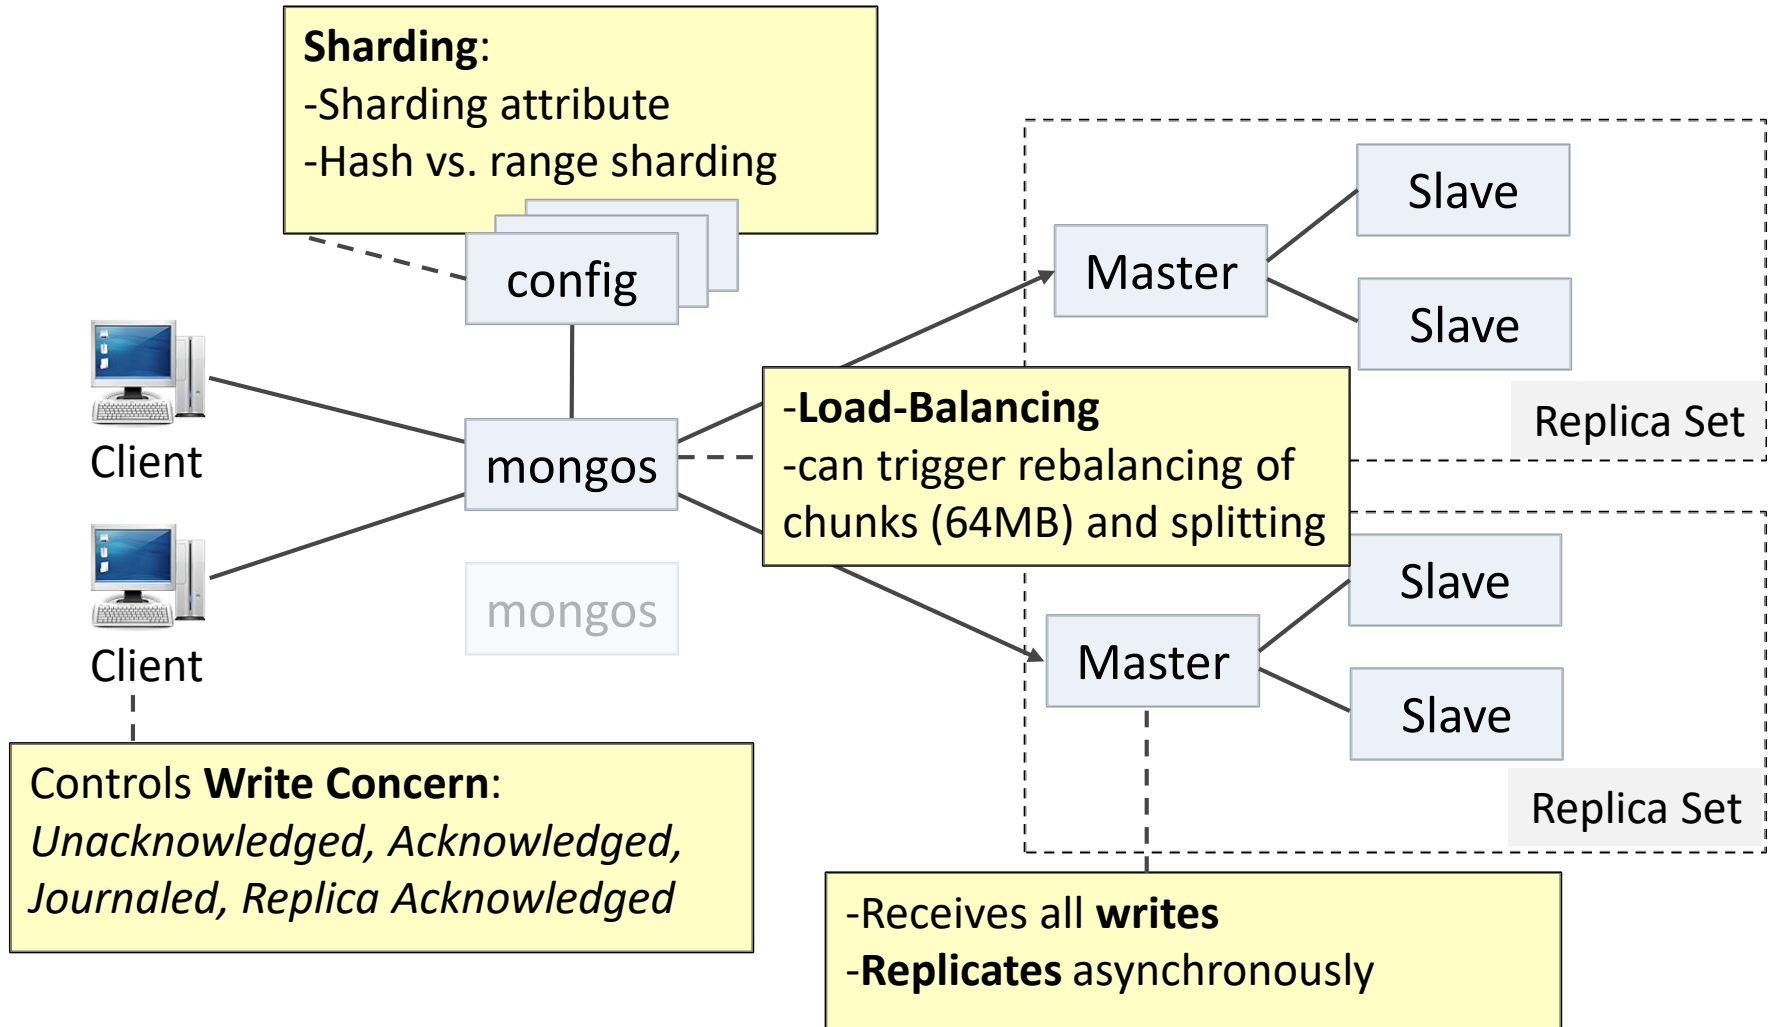 Sharding:
-Sharding attribute
-Hash vs. range sharding
config
Client
Client
mongos
mongos
-Load-Balancing
-can trigger rebalancing of
chunks (64MB) and splitting
Master
Slave
Slave
Replica Set
Master
Slave
Slave
Replica Set
Controls Write Concern:
Unacknowledged, Acknowledged,
Journaled, Replica Acknowledged
-Receives all writes
-Replicates asynchronously